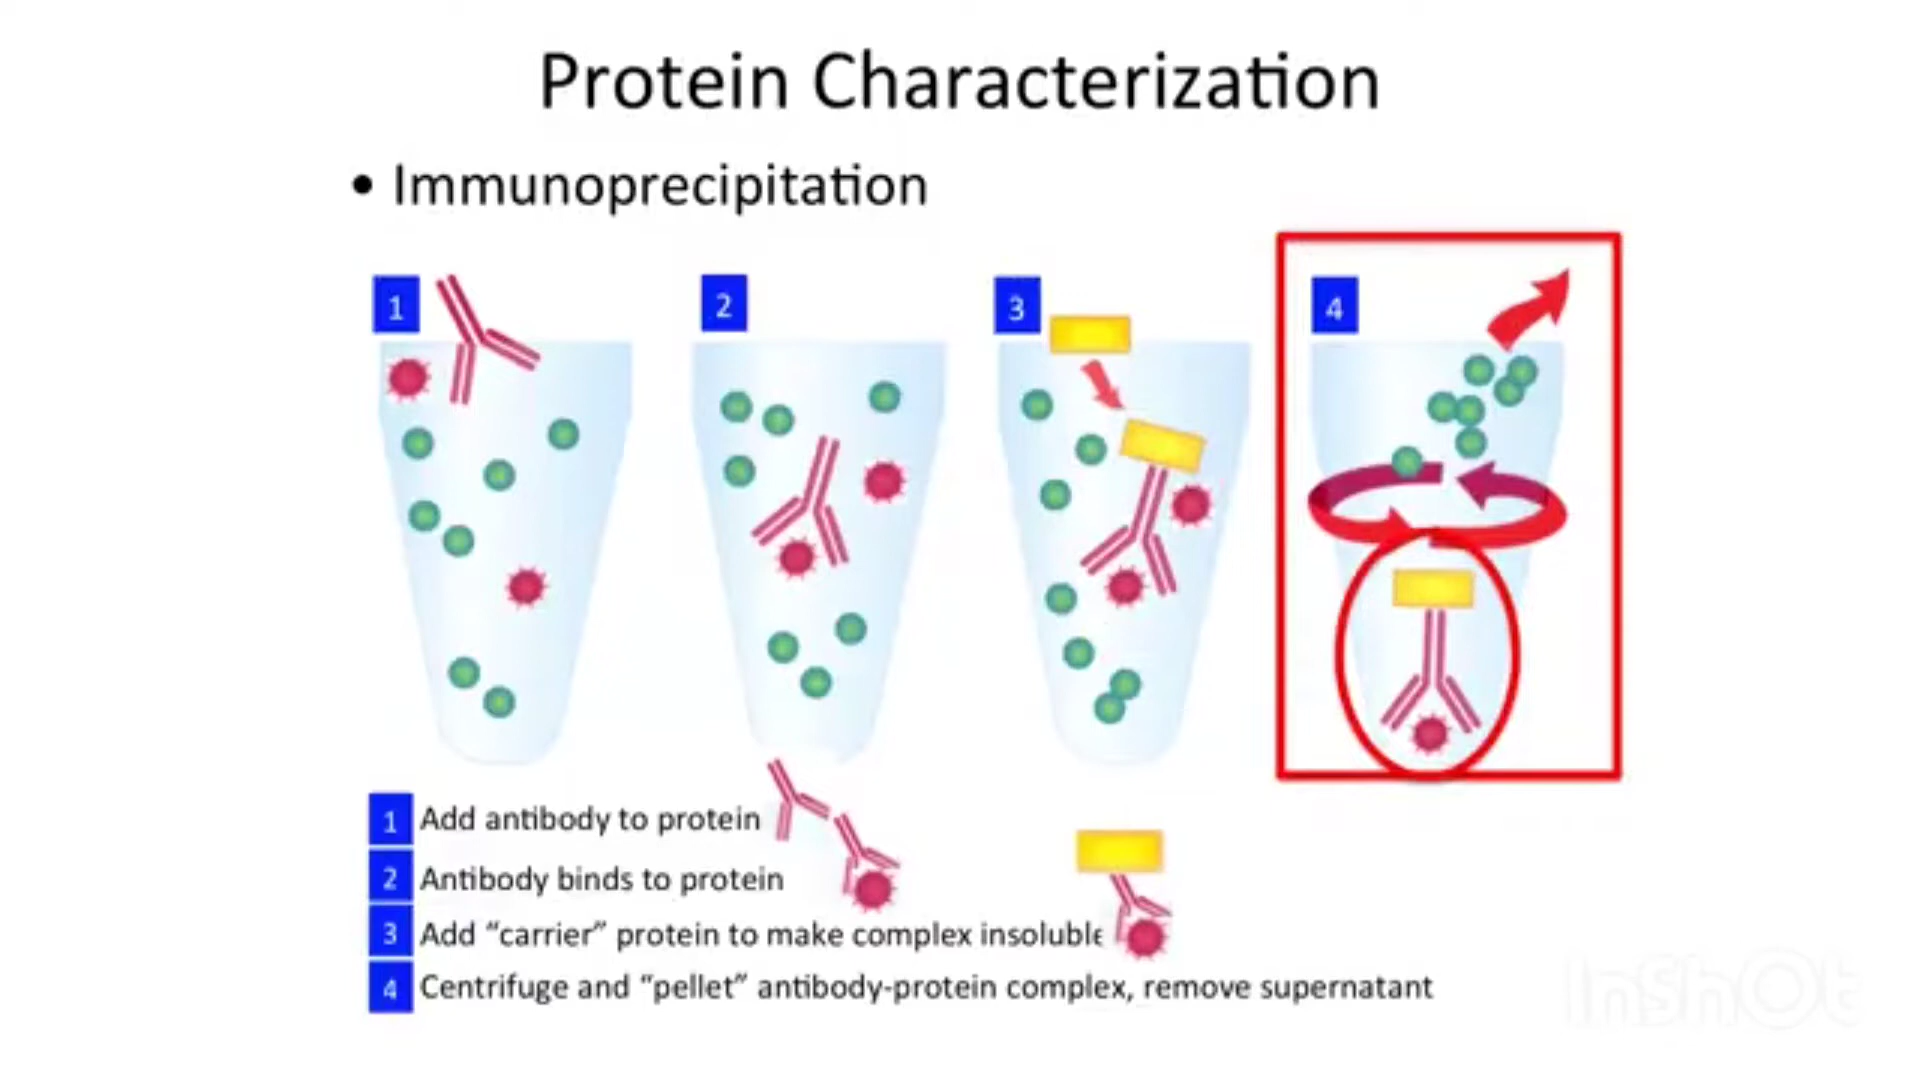 Protein Characterization
• Immunoprecipitation
1
2
3
4
1 Add antibody to protein
2 Antibody binds to protein
3 Add “carrier” protein to make complex insoluble
4 Centrifuge and “pellet” antibody-protein complex, remove supernatant
InShOt